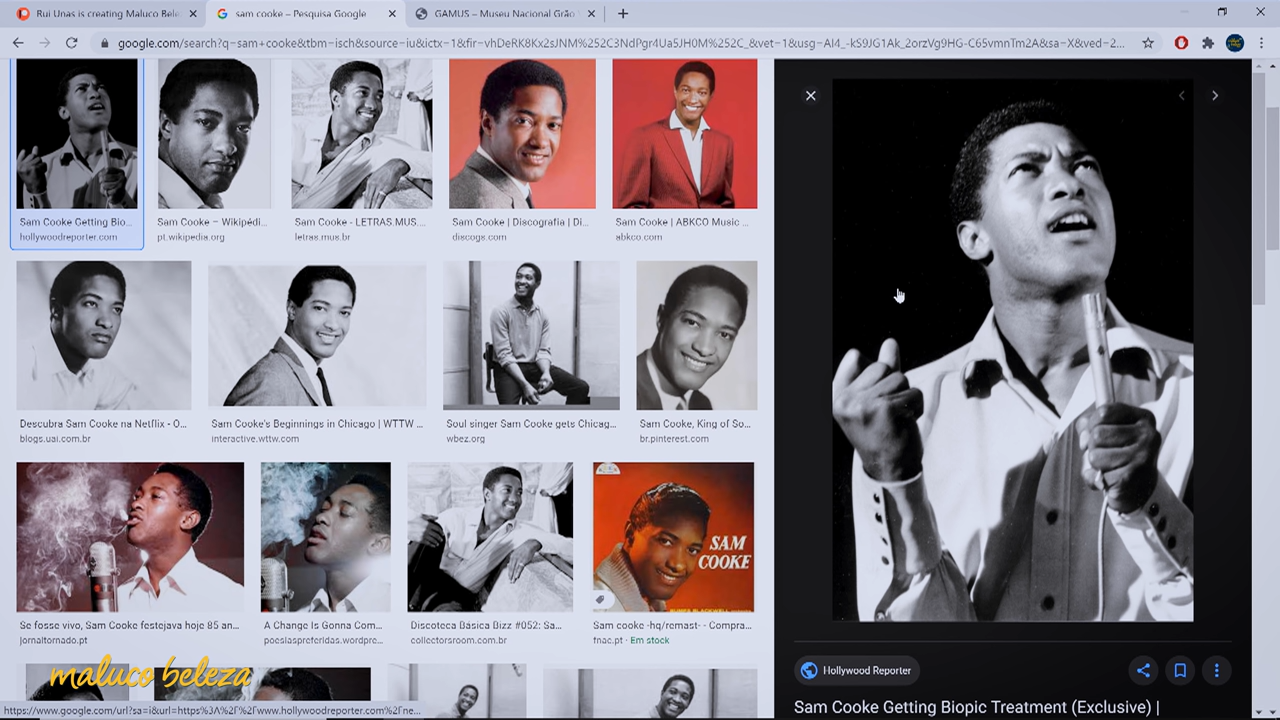 Rui Unas is creating Maluco Bele
sam cooke – Pesquisa Google
GAMUS – Museu Nacional Grão
google.com/search?q=sam+cooke&tbm=isch&source=iu&ictx=1&fir=vhDeRK8Kc2sJNM%252C3NdPgr4Ua5JH0M%252C_&vet=1&usg=AI4_-kS9JG1Ak_2orzVg9HG-C65vmnTm2A&sa=X&ved=2...
Sam Cooke Getting Bio...
hollywoodreporter.com
Sam Cooke – Wikipédi...
pt.wikipedia.org
Sam Cooke - LETRAS.MUS....
letras.mus.br
Sam Cooke | Discografia | Di...
discogs.com
Sam Cooke | ABKCO Music ...
abkco.com
Descubra Sam Cooke na Netflix - O...
blogs.uai.com.br
Sam Cooke's Beginnings in Chicago | WTTW ...
interactive.wttw.com
Soul singer Sam Cooke gets Chicag...
wbez.org
Sam Cooke, King of So...
br.pinterest.com
SAM
COOKE
BUMPS BLACKWELL
Se fosse vivo, Sam Cooke festejava hoje 85 an...
jornaltornado.pt
A Change Is Gonna Com...
poesiaspreferidas.wordpre...
Discoteca Básica Bizz #052: Sa...
collectorsroom.com.br
Sam cooke -hq/remast- - Compra...
fnac.pt · Em stock
Hollywood Reporter
Sam Cooke Getting Biopic Treatment (Exclusive) |
maluco beleza
https://www.google.com/url?sa=i&url=https%3A%2F%2Fwww.hollywoodreporter.com%2Fne...